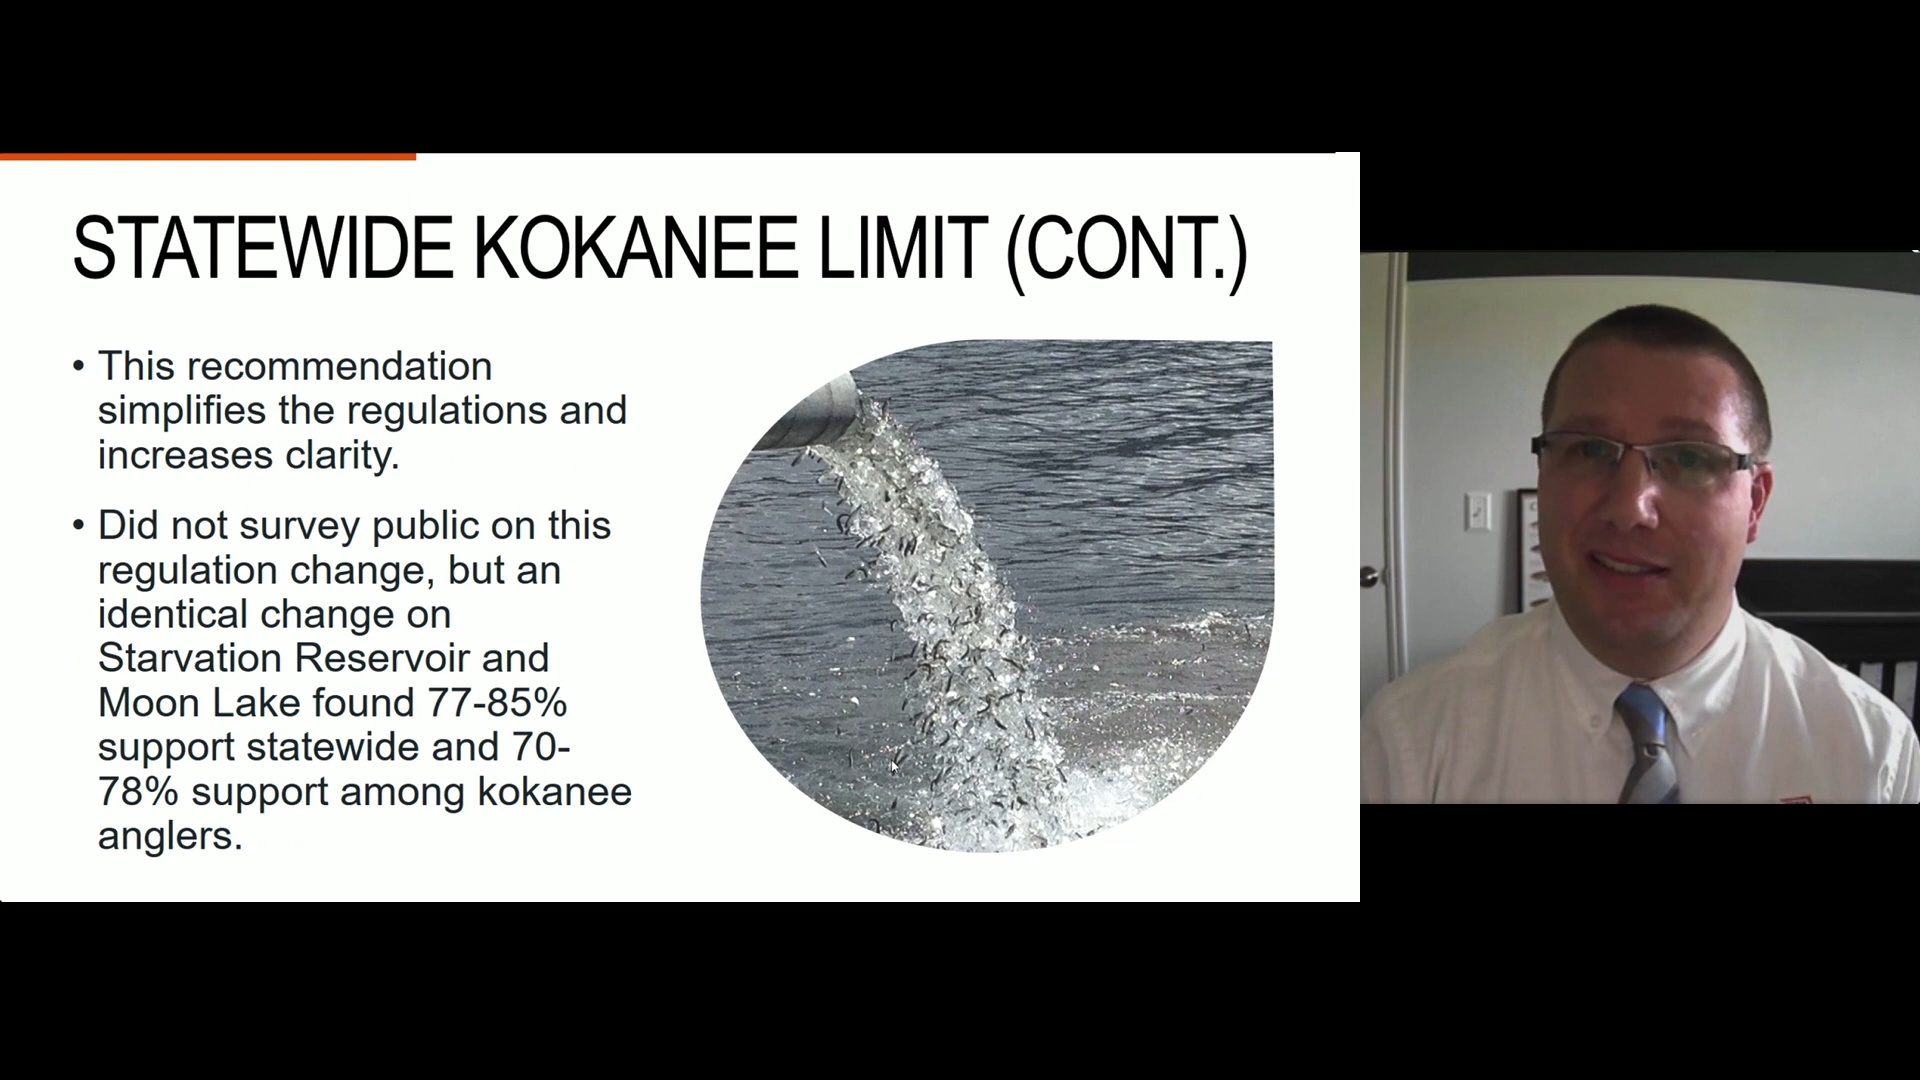 STATEWIDE KOKANEE LIMIT (CONT.)
• This recommendation
simplifies the regulations and
increases clarity.
• Did not survey public on this
regulation change, but an
identical change on
Starvation Reservoir and
Moon Lake found 77-85%
support statewide and 70-
78% support among kokanee
anglers.